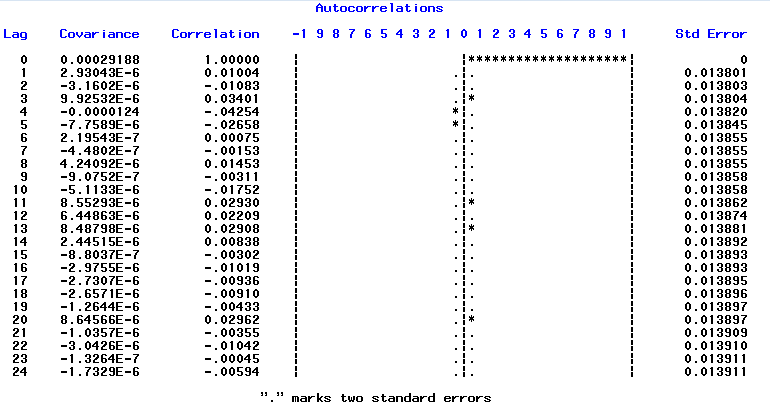 Autocorrelations
Lag Covariance Correlation -1 9 8 7 6 5 4 3 2 1 0 1 2 3 4 5 6 7 8 9 1 Std Error
0 0.00029188 1.00000 | |********************| 0
1 2.93043E-6 0.01004 | .|. | 0.013801
2 -3.1602E-6 -.01083 | .|. | 0.013803
3 9.92532E-6 0.03401 | .|* | 0.013804
4 -0.0000124 -.04254 | *|. | 0.013820
5 -7.7589E-6 -.02658 | *|. | 0.013845
6 2.19543E-7 0.00075 | .|. | 0.013855
7 -4.4802E-7 -.00153 | .|. | 0.013855
8 4.24092E-6 0.01453 | .|. | 0.013855
9 -9.0752E-7 -.00311 | .|. | 0.013858
10 -5.1133E-6 -.01752 | .|. | 0.013858
11 8.55293E-6 0.02930 | .|* | 0.013862
12 6.44863E-6 0.02209 | .|. | 0.013874
13 8.48798E-6 0.02908 | .|* | 0.013881
14 2.44515E-6 0.00838 | .|. | 0.013892
15 -8.8037E-7 -.00302 | .|. | 0.013893
16 -2.9755E-6 -.01019 | .|. | 0.013893
17 -2.7307E-6 -.00936 | .|. | 0.013895
18 -2.6571E-6 -.00910 | .|. | 0.013896
19 -1.2644E-6 -.00433 | .|. | 0.013897
20 8.64566E-6 0.02962 | .|* | 0.013897
21 -1.0357E-6 -.00355 | .|. | 0.013909
22 -3.0426E-6 -.01042 | .|. | 0.013910
23 -1.3264E-7 -.00045 | .|. | 0.013911
24 -1.7329E-6 -.00594 | .|. | 0.013911
"." marks two standard errors